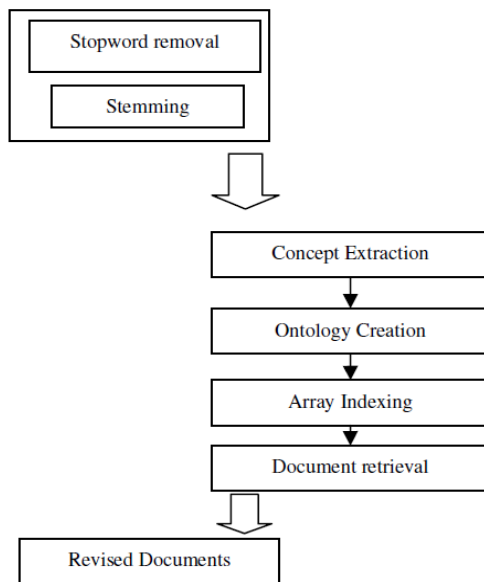 Stopword removal
Stemming
Concept Extraction
Ontology Creation
Array Indexing
Document retrieval
Revised Documents